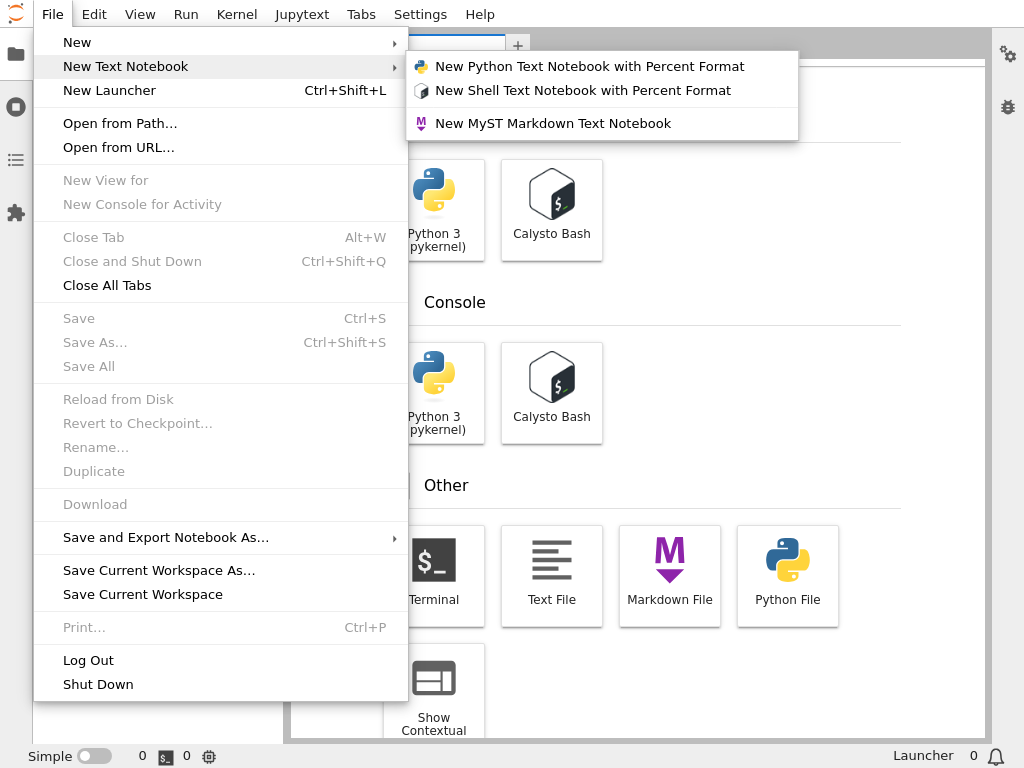 File Edit View Run Kernel Jupytext Tabs Settings Help
New
New Text Notebook
New Launcher Ctrl+Shift+L
Open from Path…
Open from URL…
New View for
New Console for Activity
Close Tab Alt+W
Close and Shut Down Ctrl+Shift+Q
Close All Tabs
Save Ctrl+S
Save As… Ctrl+Shift+S
Save All
Reload from Disk
Revert to Checkpoint…
Rename…
Duplicate
Download
Save and Export Notebook As…
Save Current Workspace As…
Save Current Workspace
Print… Ctrl+P
Log Out
Shut Down
New Python Text Notebook with Percent Format
New Shell Text Notebook with Percent Format
New MyST Markdown Text Notebook
Python 3
pykernel)
Calysto Bash
Console
Python 3
pykernel)
Calysto Bash
Other
Terminal
Text File
Markdown File
Python File
Show
Contextual
Simple 0 0 Launcher 0